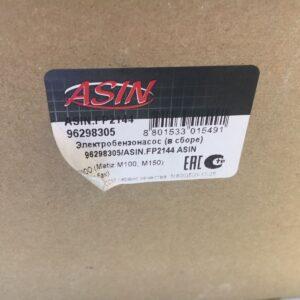 ASIN
ASIN.FP2144
96298305
8 801533 015491
Электробензонасос (в сборе)
96298305/ASIN.FP2144 ASIN
(Matiz M100, M150)
EAC